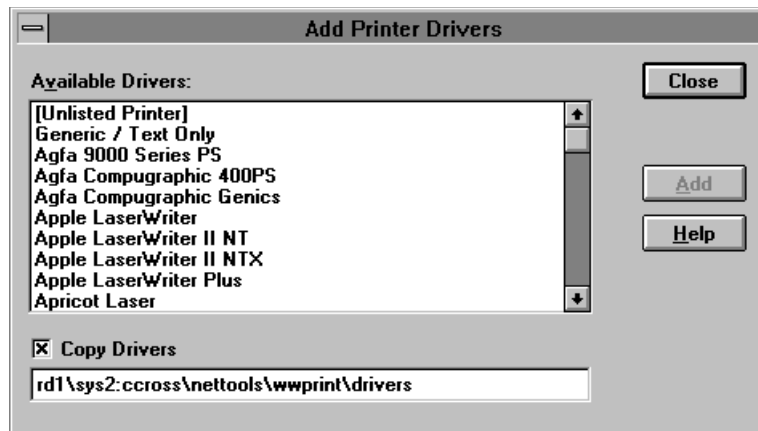 Add Printer Drivers
Available Drivers:
[Unlisted Printer]
Generic / Text Only
Agfa 9000 Series PS
Agfa Compugraphic 400PS
Agfa Compugraphic Genics
Apple LaserWriter
Apple LaserWriter II NT
Apple LaserWriter II NTX
Apple LaserWriter Plus
Apricot Laser
Close
Add
Help
Copy Drivers
rd1\sys2:ccross\nettools\wwprint\drivers